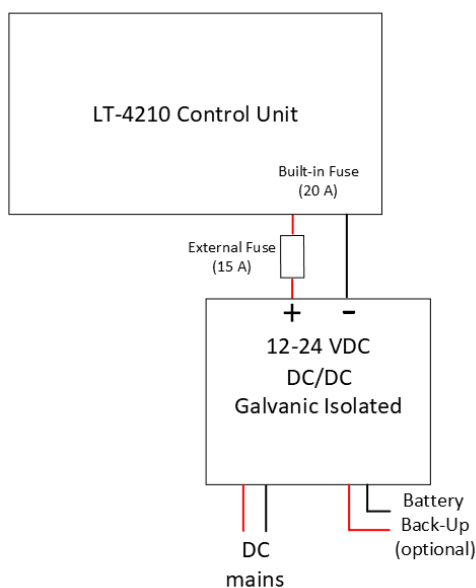 LT-4210 Control Unit
Built-in Fuse
(20 A)
External Fuse
(15 A)
+ -
12-24 VDC
DC/DC
Galvanic Isolated
Battery
Back-Up
(optional)
DC
mains